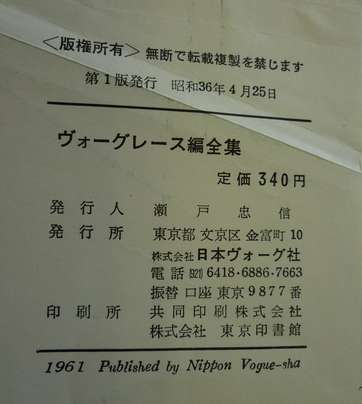 〈版権所有〉 無断で転載複製を禁じます
第1版発行 昭和36年4月25日
ヴォーグレース編全集
定価 340円
発行人 瀬戸忠信
発行所 東京都 文京区 金富町 10
株式会社 日本ヴォーグ社
電話 (921) 6418・6886・7663
振替 口座 東京 9877番
印刷所 共同印刷株式会社
株式会社 東京印書館
1961 Published by Nippon Vogue-sha